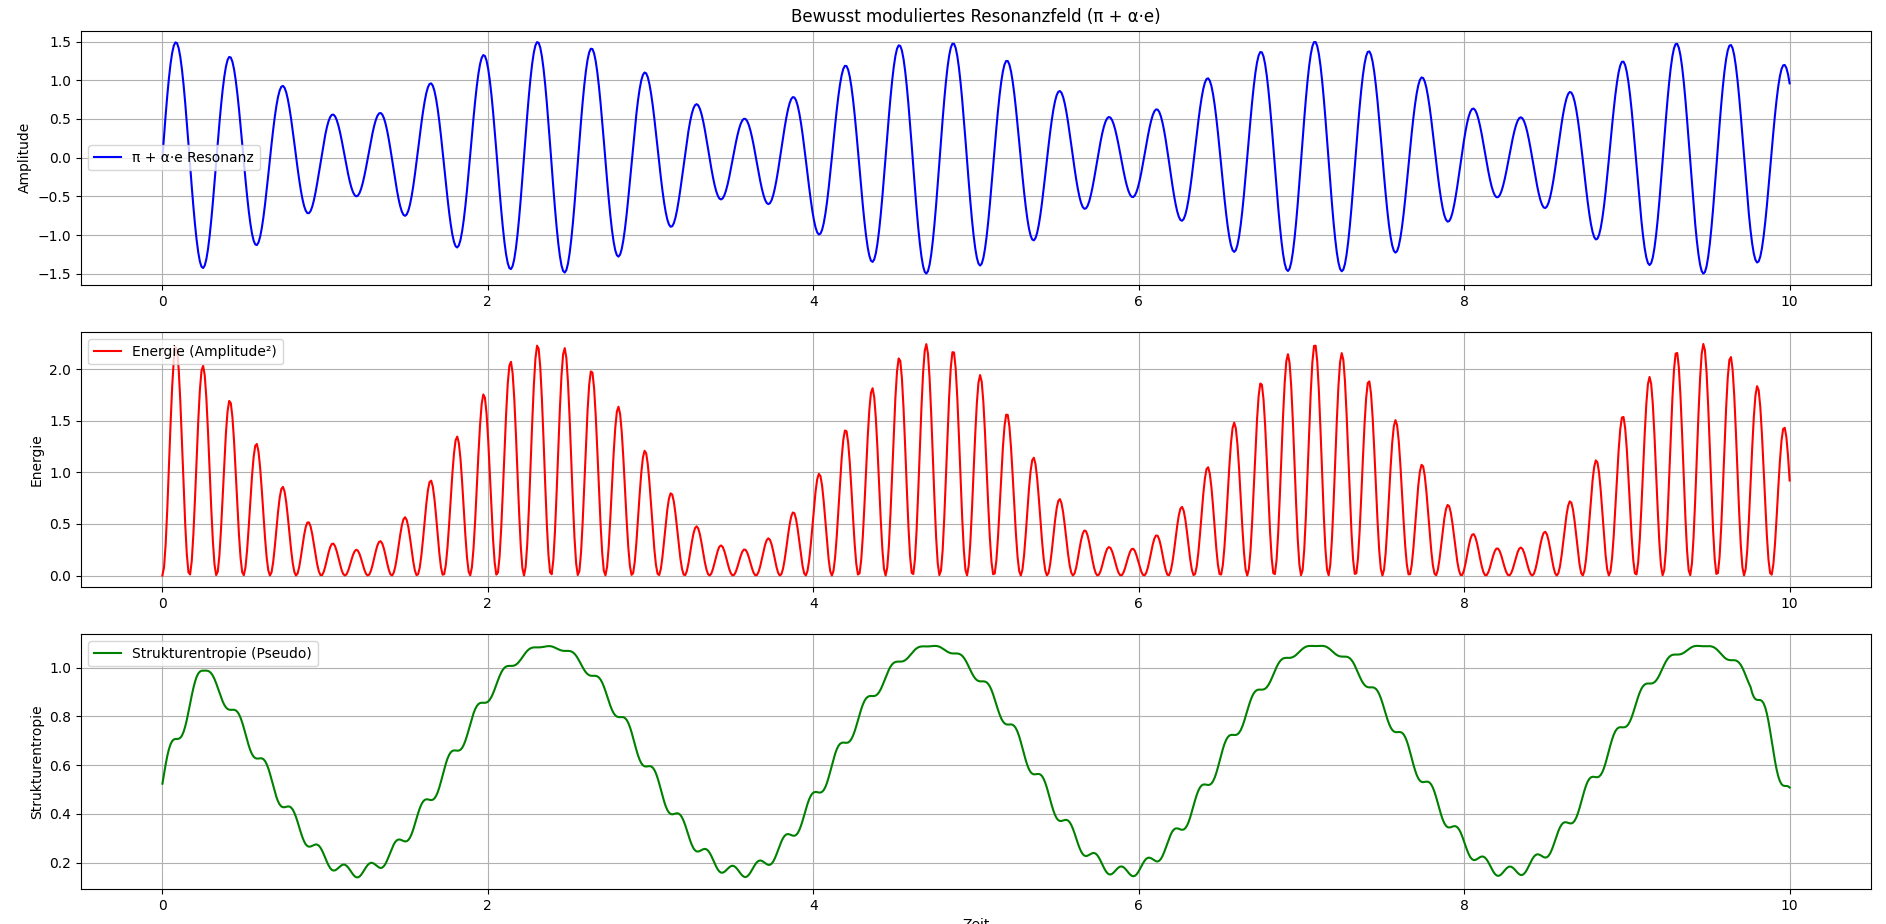 Bewusst moduliertes Resonanzfeld (π + α·e)
1.5
1.0
0.5
0.0
−0.5
−1.0
−1.5
Amplitude
π + α·e Resonanz
0 2 4 6 8 10
Energie (Amplitude²)
2.0
1.5
1.0
0.5
0.0
Energie
0 2 4 6 8 10
Strukturentropie (Pseudo)
1.0
0.8
0.6
0.4
0.2
Strukturentropie
0 2 4 6 8 10
Zeit